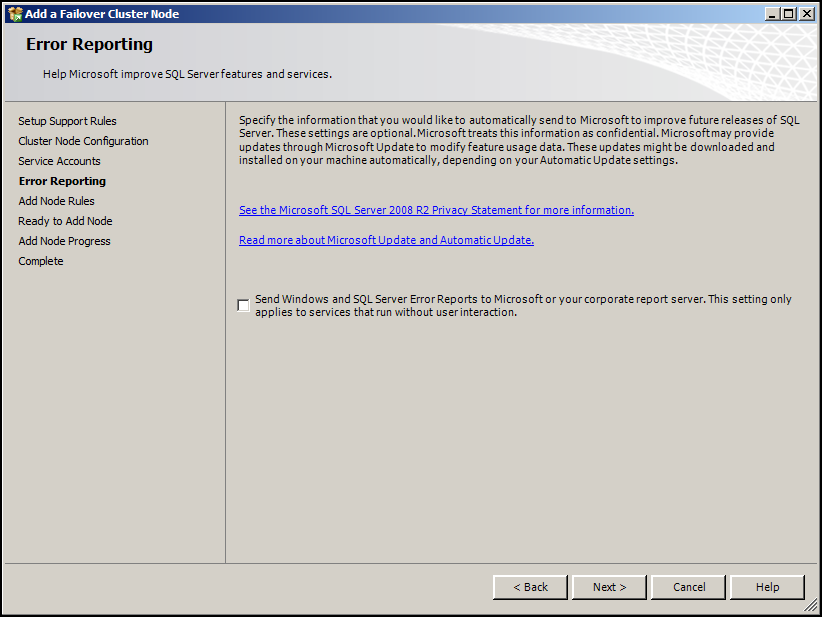 Add a Failover Cluster Node
Error Reporting
Help Microsoft improve SQL Server features and services.
Setup Support Rules
Cluster Node Configuration
Service Accounts
Error Reporting
Add Node Rules
Ready to Add Node
Add Node Progress
Complete
Specify the information that you would like to automatically send to Microsoft to improve future releases of SQL
Server. These settings are optional. Microsoft treats this information as confidential. Microsoft may provide
updates through Microsoft Update to modify feature usage data. These updates might be downloaded and
installed on your machine automatically, depending on your Automatic Update settings.
See the Microsoft SQL Server 2008 R2 Privacy Statement for more information.
Read more about Microsoft Update and Automatic Update.
Send Windows and SQL Server Error Reports to Microsoft or your corporate report server. This setting only
applies to services that run without user interaction.
< Back
Next >
Cancel
Help